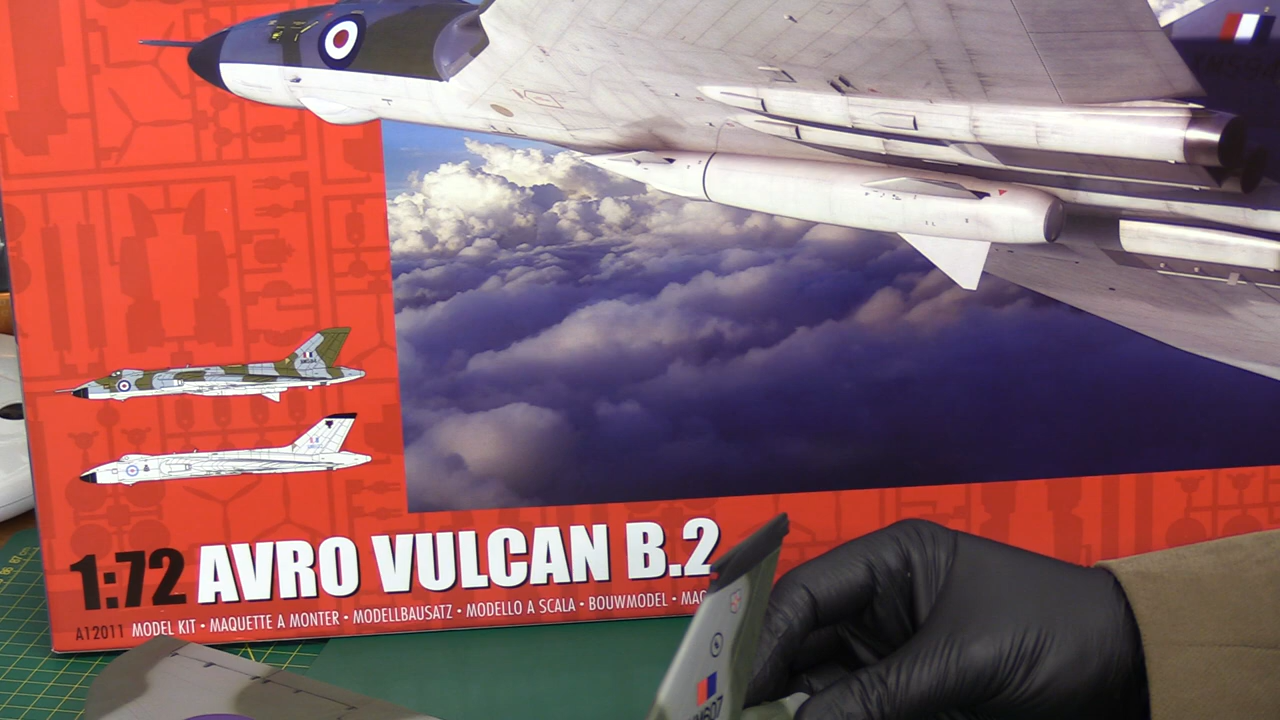 1:72 AVRO VULCAN B.2
A12011 MODEL KIT • MAQUETTE A MONTER • MODELLBAUSATZ • MODELLO A SCALA • BOUWMODEL •